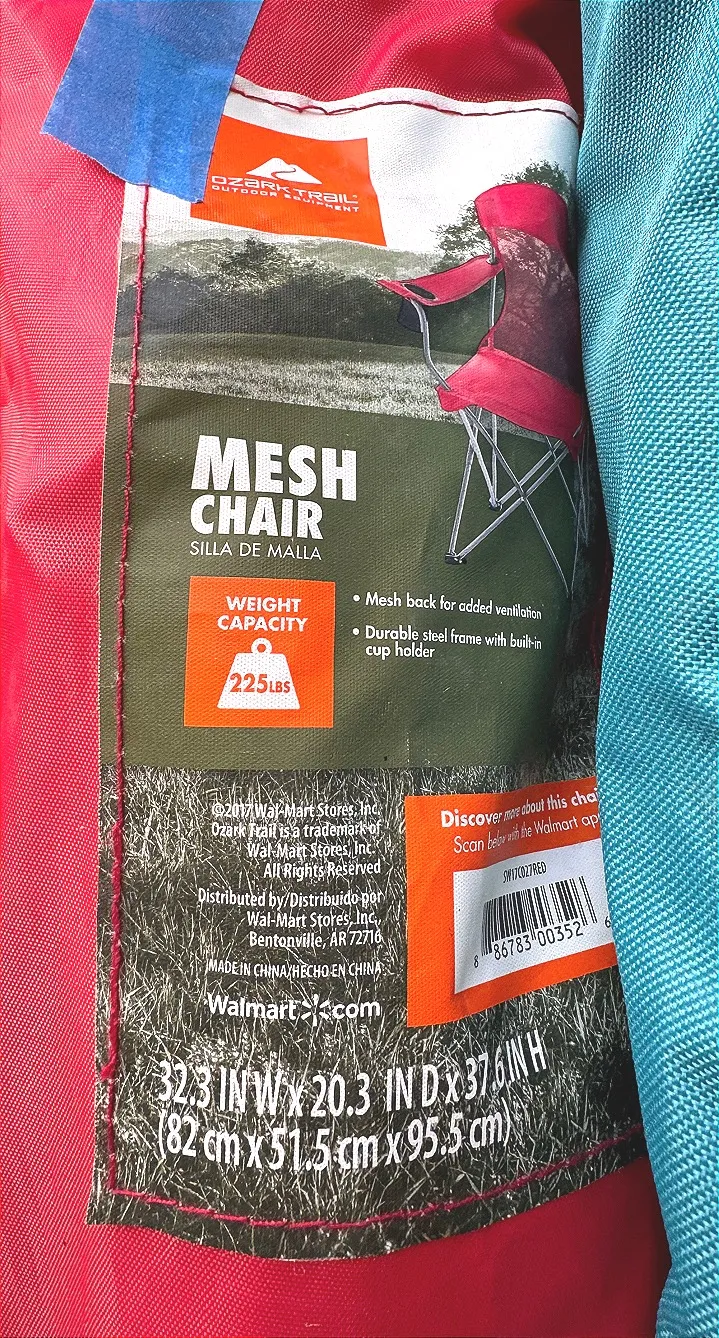 OZARK TRAIL
OUTDOOR EQUIPMENT
MESH
CHAIR
SILLA DE MALLA
WEIGHT
CAPACITY
225LBS
• Mesh back for added ventilation
• Durable steel frame with built-in
cup holder
©2017 Wal-Mart Stores, Inc.
Ozark Trail is a trademark of
Wal-Mart Stores, Inc.
All Rights Reserved
Distributed by/Distribuido por
Wal-Mart Stores, Inc.,
Bentonville, AR 72716
MADE IN CHINA/HECHO EN CHINA
Walmart.com
Discover more about this chai
Scan below with the Walmart app
SW17C027RED
8 86783 00352 6
32.3 IN W x 20.3 IN D x 37.6 IN H
(82 cm x 51.5 cm x 95.5 cm)